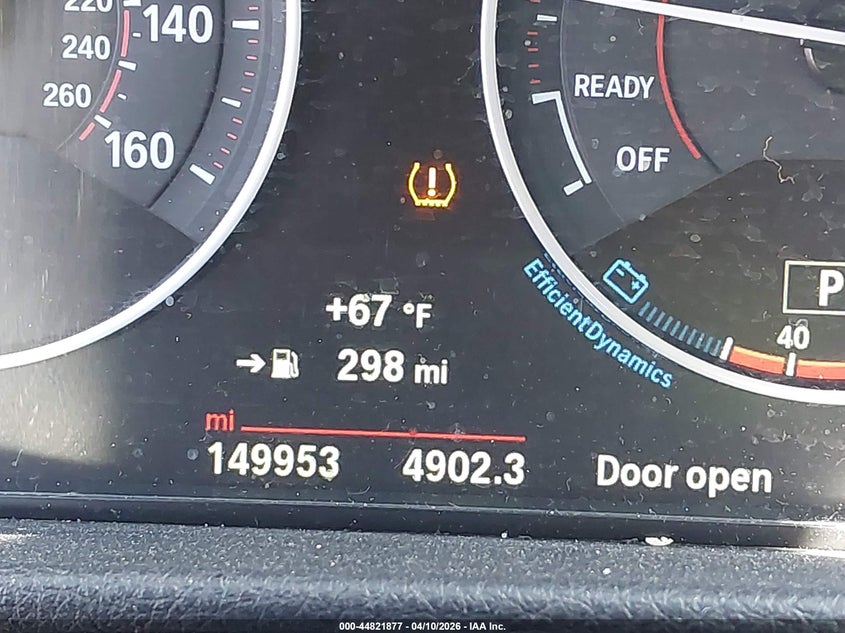 220
240
260
140
160
READY
OFF
+67 °F
298 mi
EfficientDynamics
P
40
mi
149953 4902.3 Door open
000-44821877 - 04/10/2026 - IAA Inc.